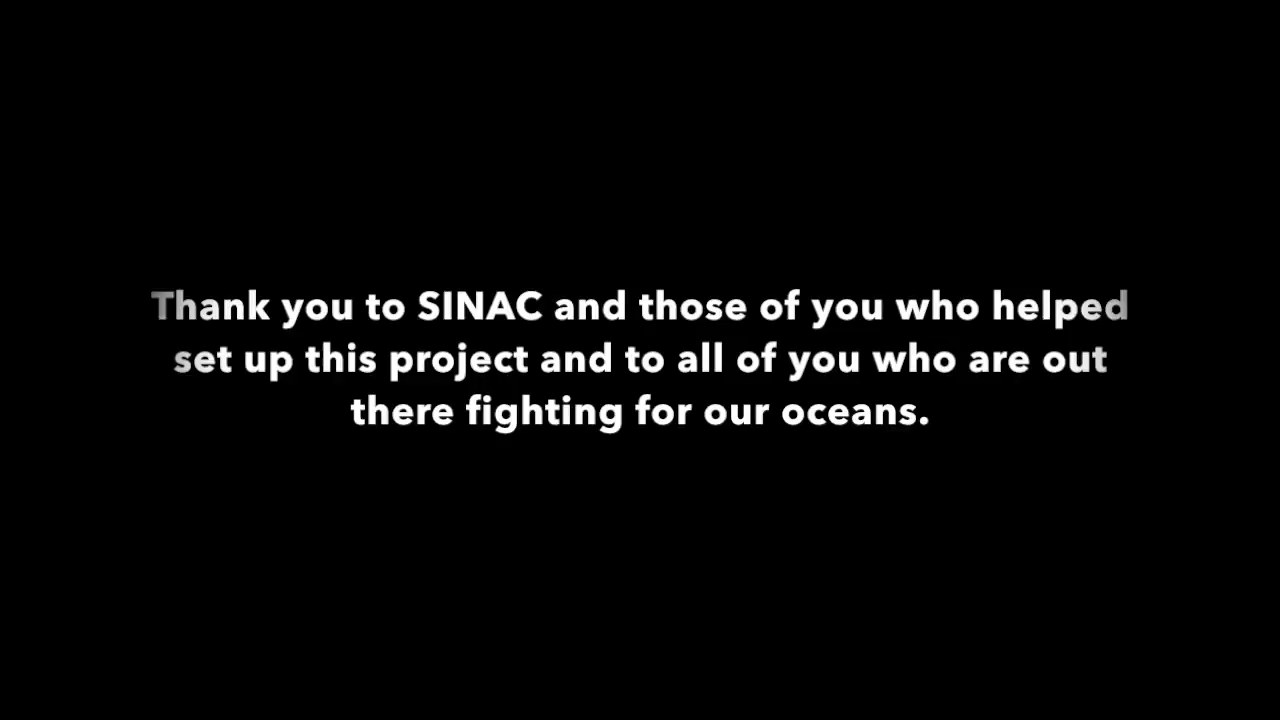 Thank you to SINAC and those of you who helped
set up this project and to all of you who are out
there fighting for our oceans.